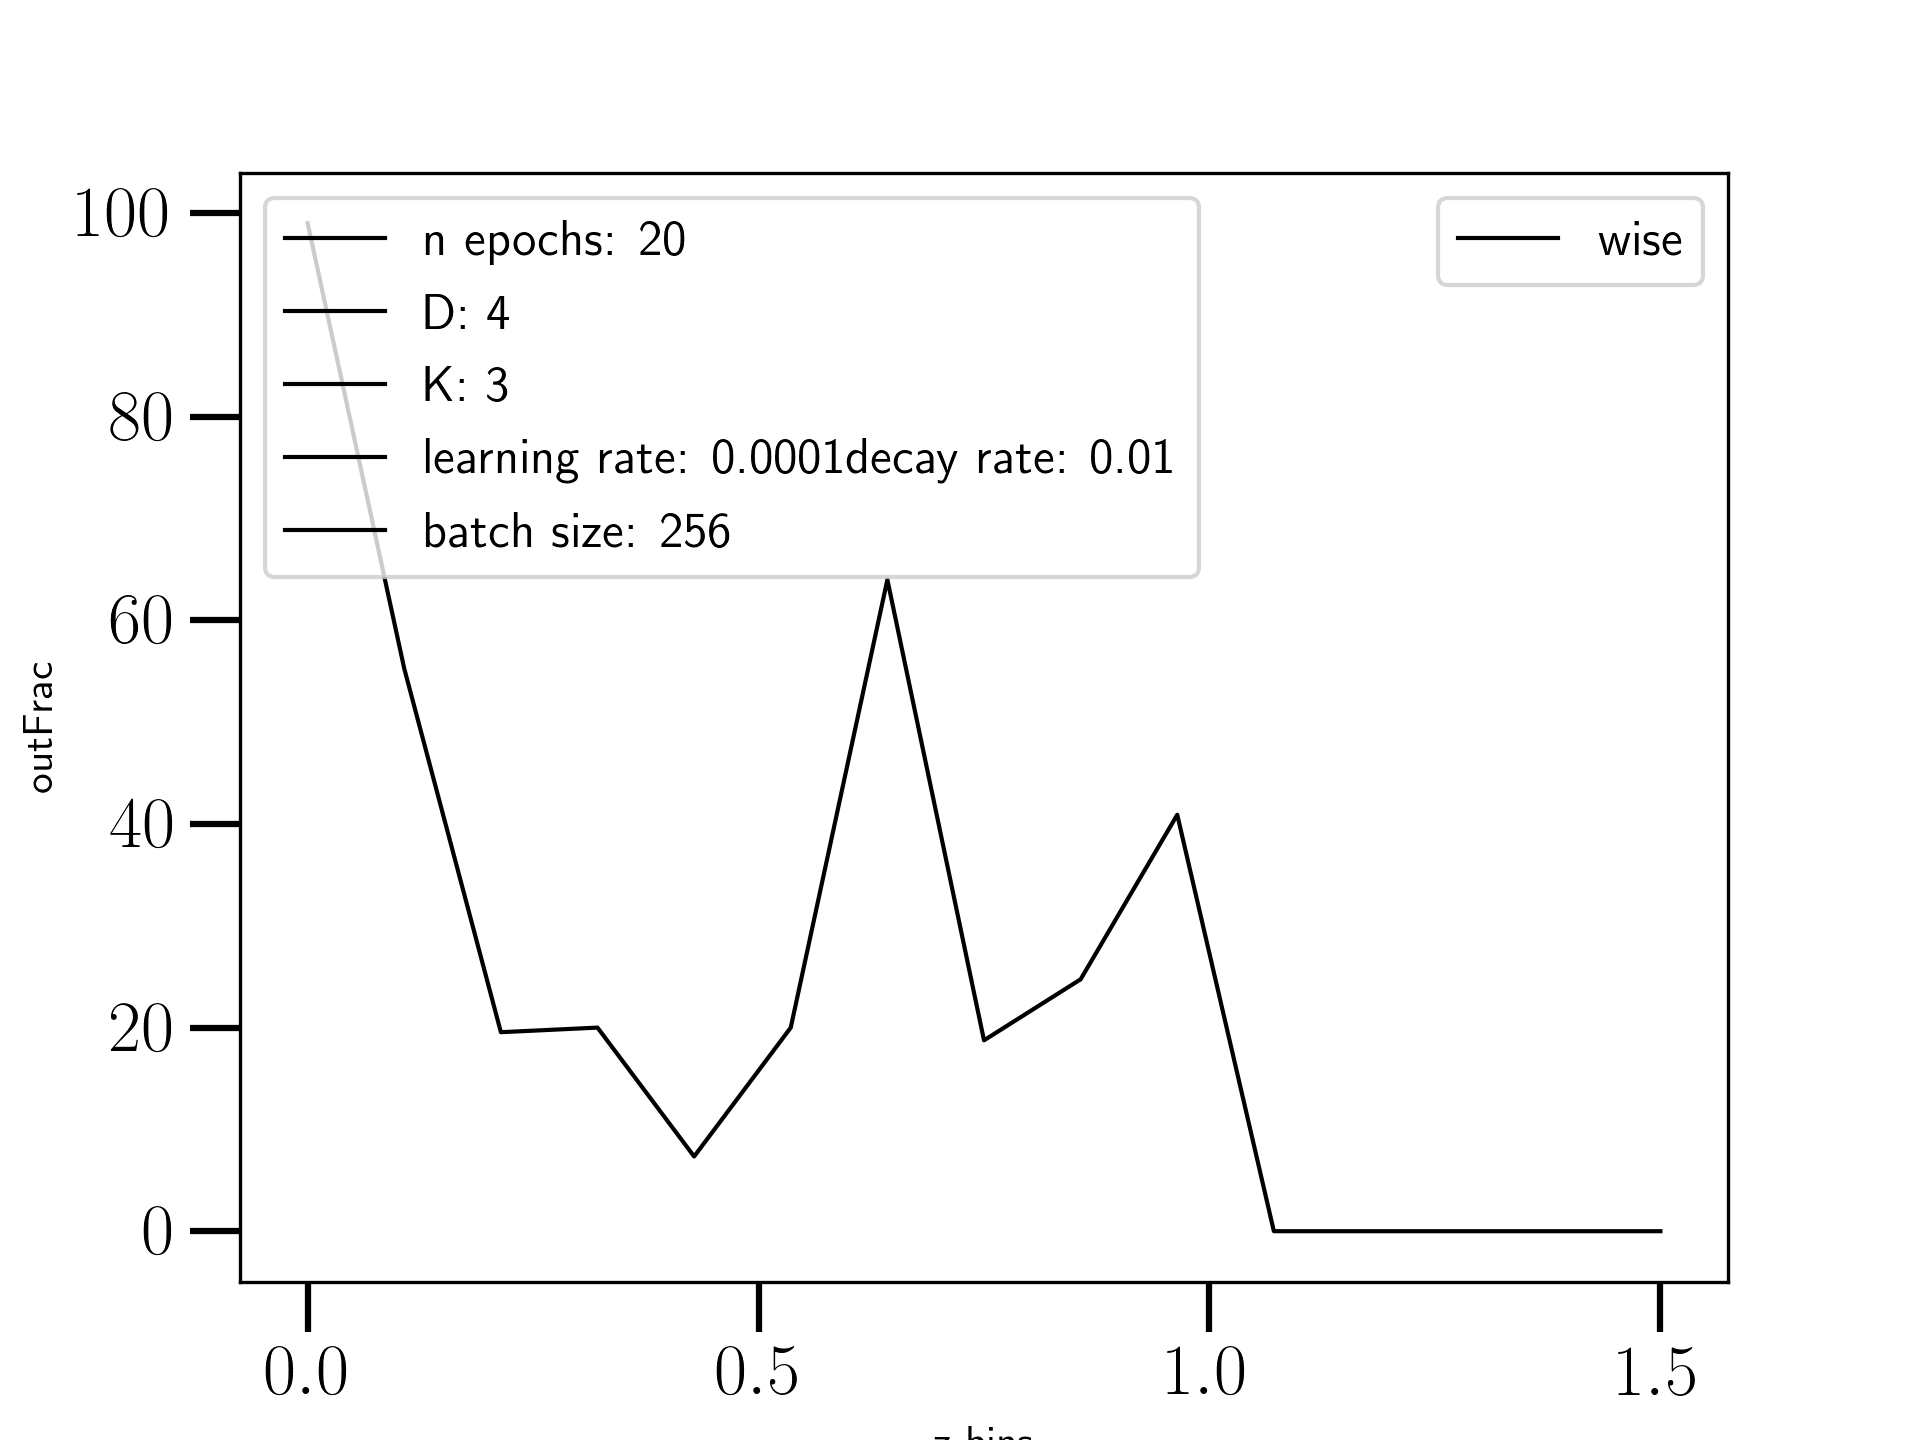 100
80
60
40
20
0
outFrac
n epochs: 20
D: 4
K: 3
learning rate: 0.0001decay rate: 0.01
batch size: 256
wise
0.0 0.5 1.0 1.5
z bins